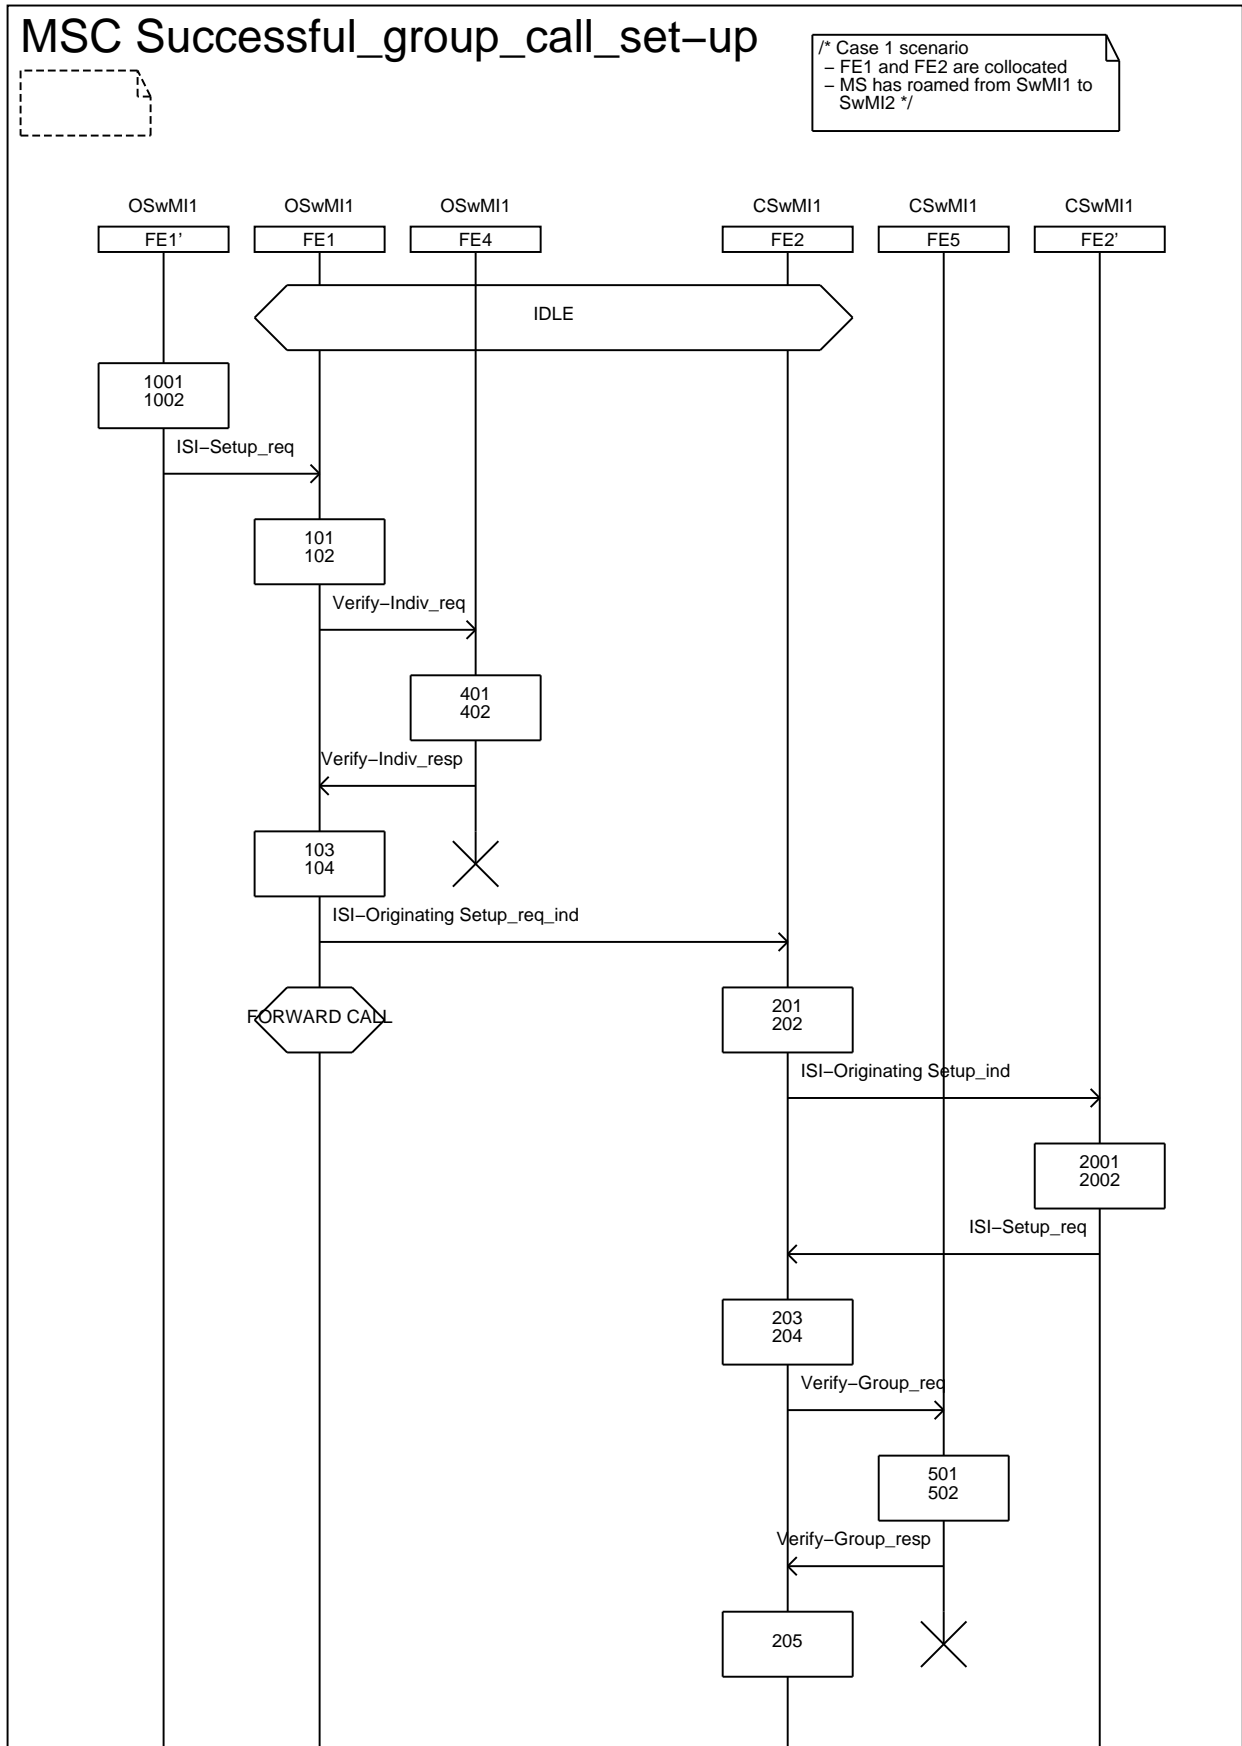 MSC Successful_group_call_set−up
/* Case 1 scenario
− FE1 and FE2 are collocated
− MS has roamed from SwMI1 to
SwMI2 */
OSwMI1 OSwMI1 OSwMI1 CSwMI1 CSwMI1 CSwMI1
FE1’ FE1 FE4 FE2 FE5 FE2’
IDLE
1001
1002
ISI−Setup_req
101
102
Verify−Indiv_req
401
402
Verify−Indiv_resp
103
104
ISI−Originating Setup_req_ind
FORWARD CALL
201
202
ISI−Originating Setup_ind
2001
2002
ISI−Setup_req
203
204
Verify−Group_req
501
502
Verify−Group_resp
205